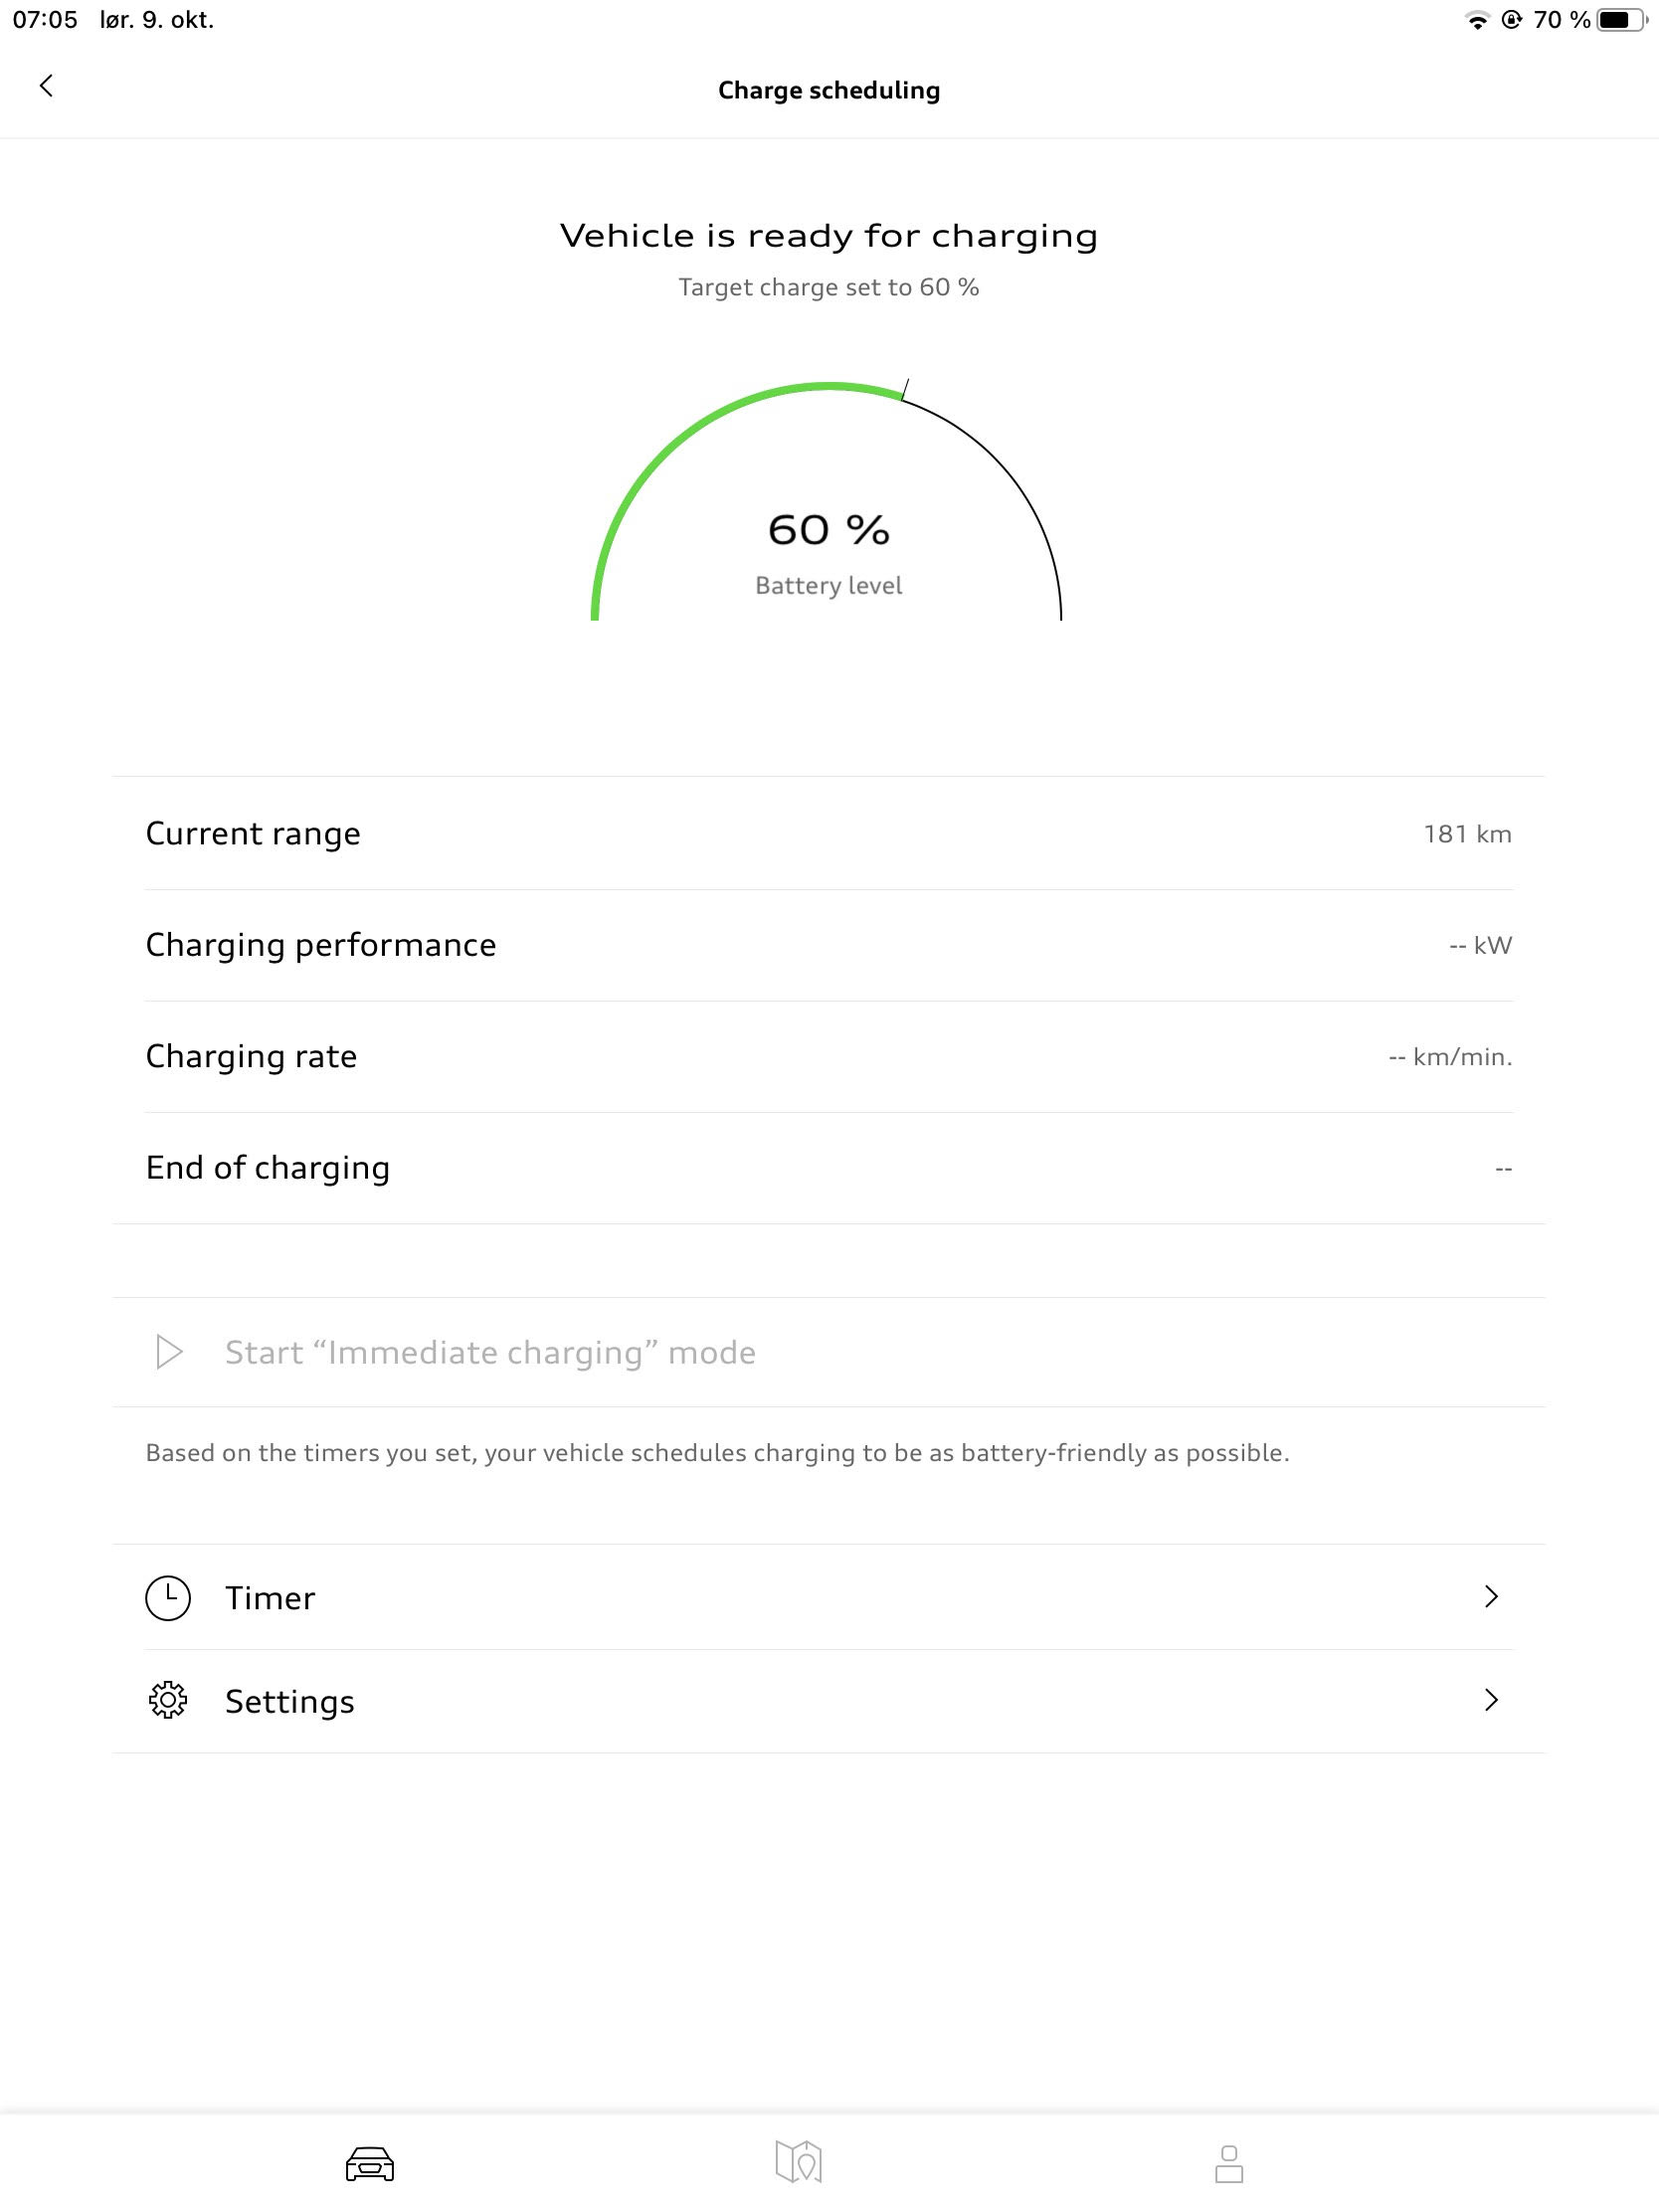 07:05 lør. 9. okt. 70 %
Charge scheduling
Vehicle is ready for charging
Target charge set to 60 %
60 %
Battery level
Current range 181 km
Charging performance -- kW
Charging rate -- km/min.
End of charging --
Start “Immediate charging” mode
Based on the timers you set, your vehicle schedules charging to be as battery-friendly as possible.
Timer
Settings